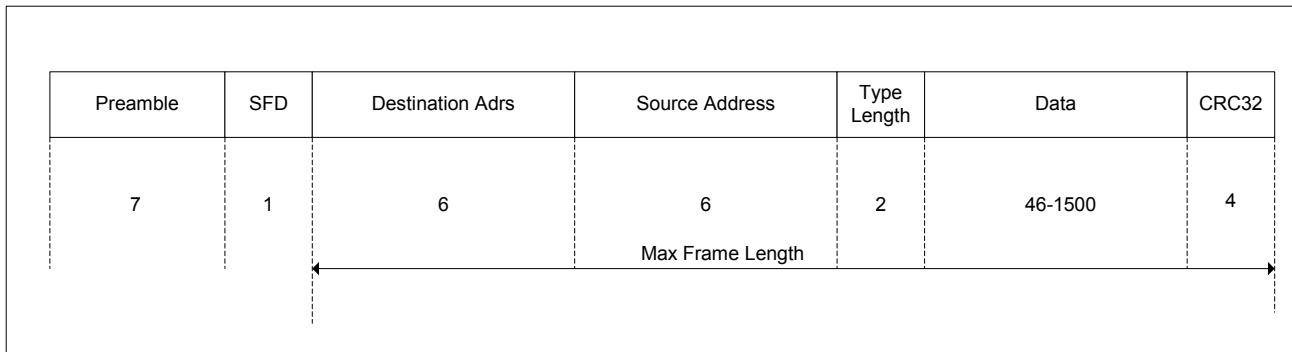 Preamble
SFD
Destination Adrs
Source Address
Type
Length
Data
CRC32
7
1
6
6
2
46-1500
4
Max Frame Length